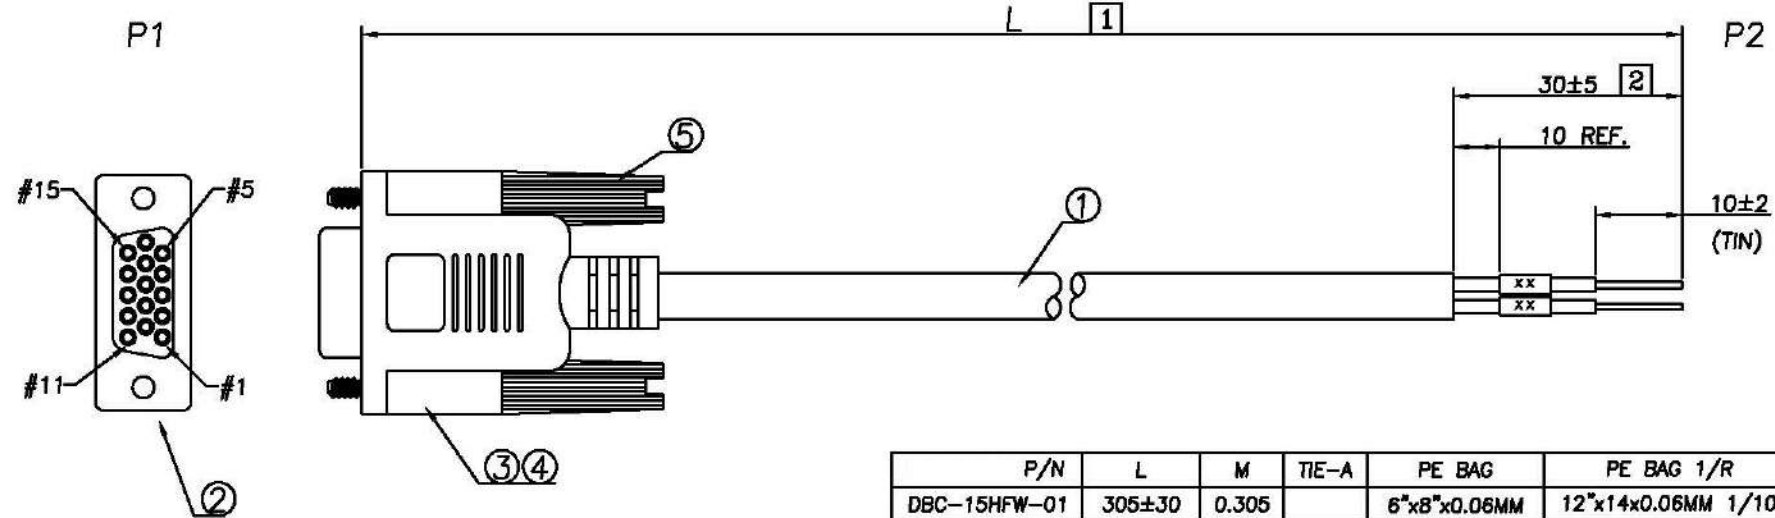 P1
L 1
P2
30±5 2
10 REF.
10±2
(TIN)
#15
#5
#11
#1
5
1
xx
xx
3 4
2
P/N L M TIE-A PE BAG PE BAG 1/R
DBC-15HFW-01 305±30 0.305 6"x8"x0.06MM 12"x14x0.06MM 1/10